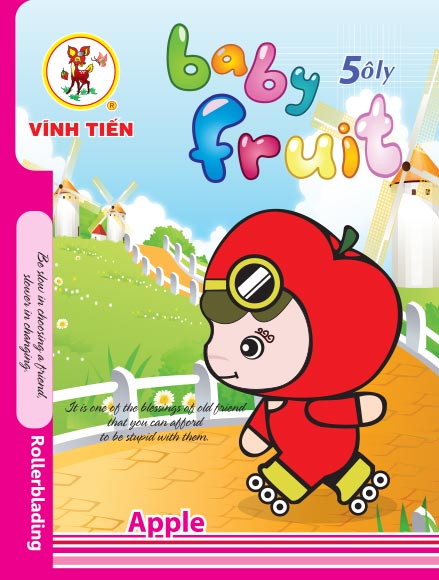 VĨNH TIẾN
®
baby
fruit
5ôly
Be slow in choosing a friend,
slower in changing.
It is one of the blessings of old friend
that you can afford
to be stupid with them.
Rollerblading
Apple